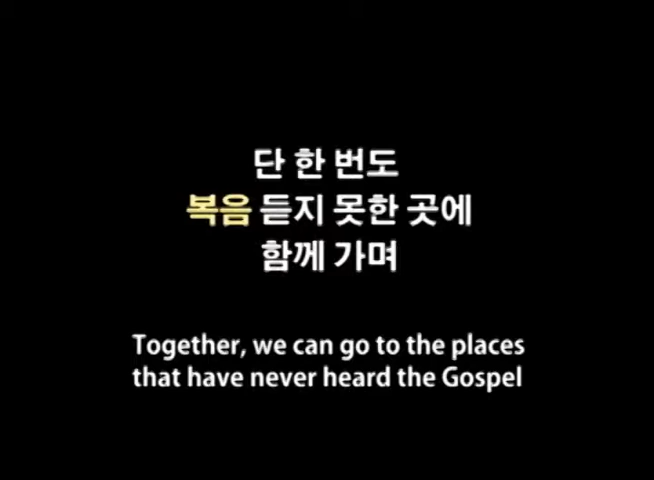 단 한 번도
복음 듣지 못한 곳에
함께 가며
Together, we can go to the places
that have never heard the Gospel